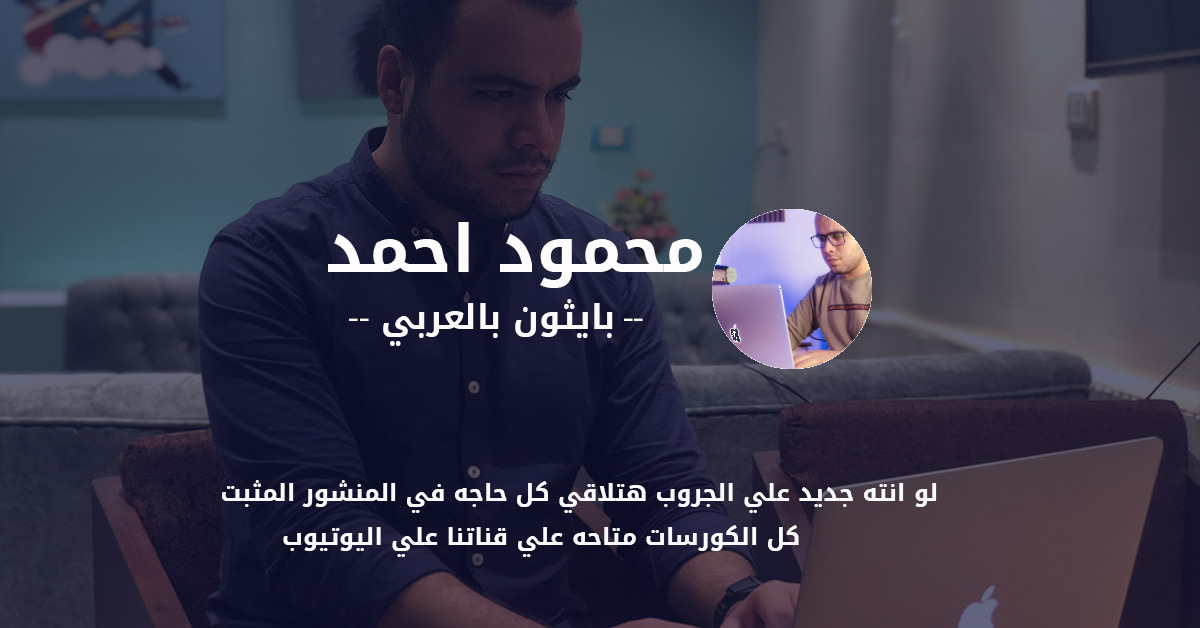 محمود احمد
-- بايثون بالعربي --
لو انته جديد علي الجروب هتلاقي كل حاجه في المنشور المثبت
كل الكورسات متاحه علي قناتنا علي اليوتيوب